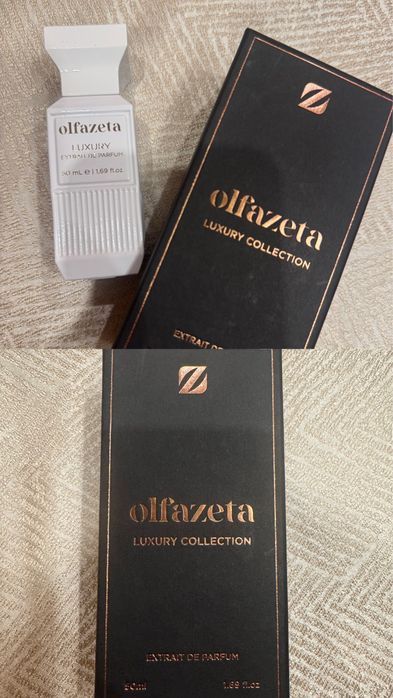 olfazeta
LUXURY
EXTRAIT DE PARFUM
50 mL e | 1.69 fl.oz
Z
olfazeta
LUXURY COLLECTION
EXTRAIT DE
Z
olfazeta
LUXURY COLLECTION
EXTRAIT DE PARFUM
50ml 1.69 fl.oz